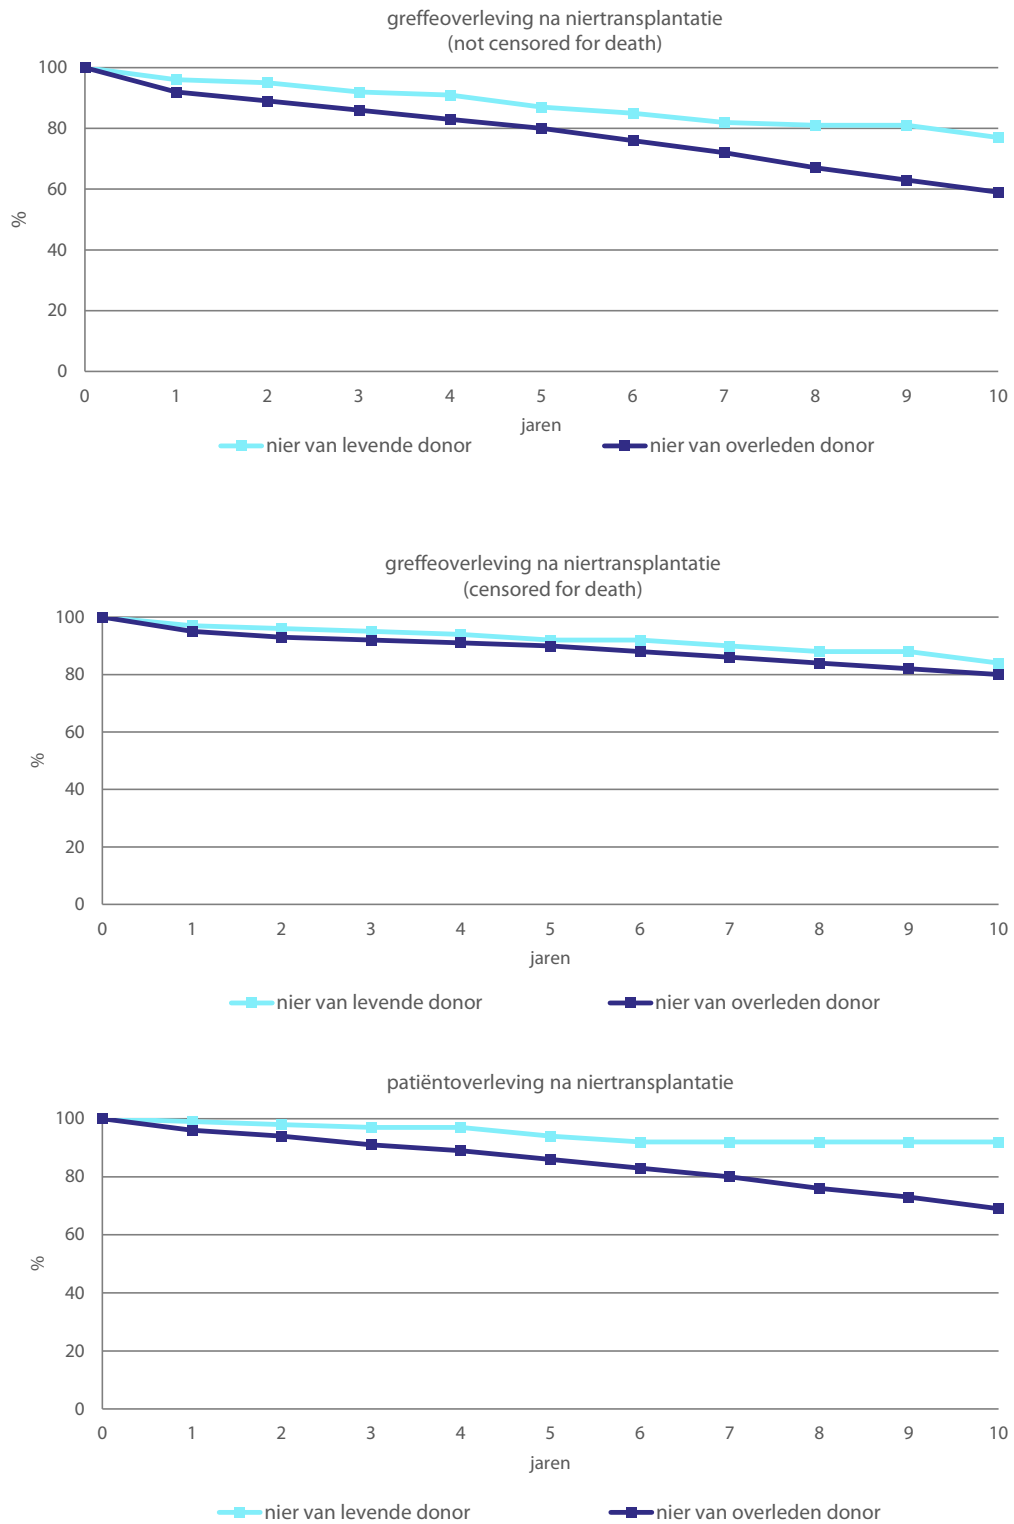 greffeoverleving na niertransplantatie
(not censored for death)
100
80
60
40
20
0
%
0 1 2 3 4 5 6 7 8 9 10
jaren
nier van levende donor nier van overleden donor
greffeoverleving na niertransplantatie
(censored for death)
100
80
60
40
20
0
%
0 1 2 3 4 5 6 7 8 9 10
jaren
nier van levende donor nier van overleden donor
patiëntoverleving na niertransplantatie
100
80
60
40
20
0
%
0 1 2 3 4 5 6 7 8 9 10
jaren
nier van levende donor nier van overleden donor